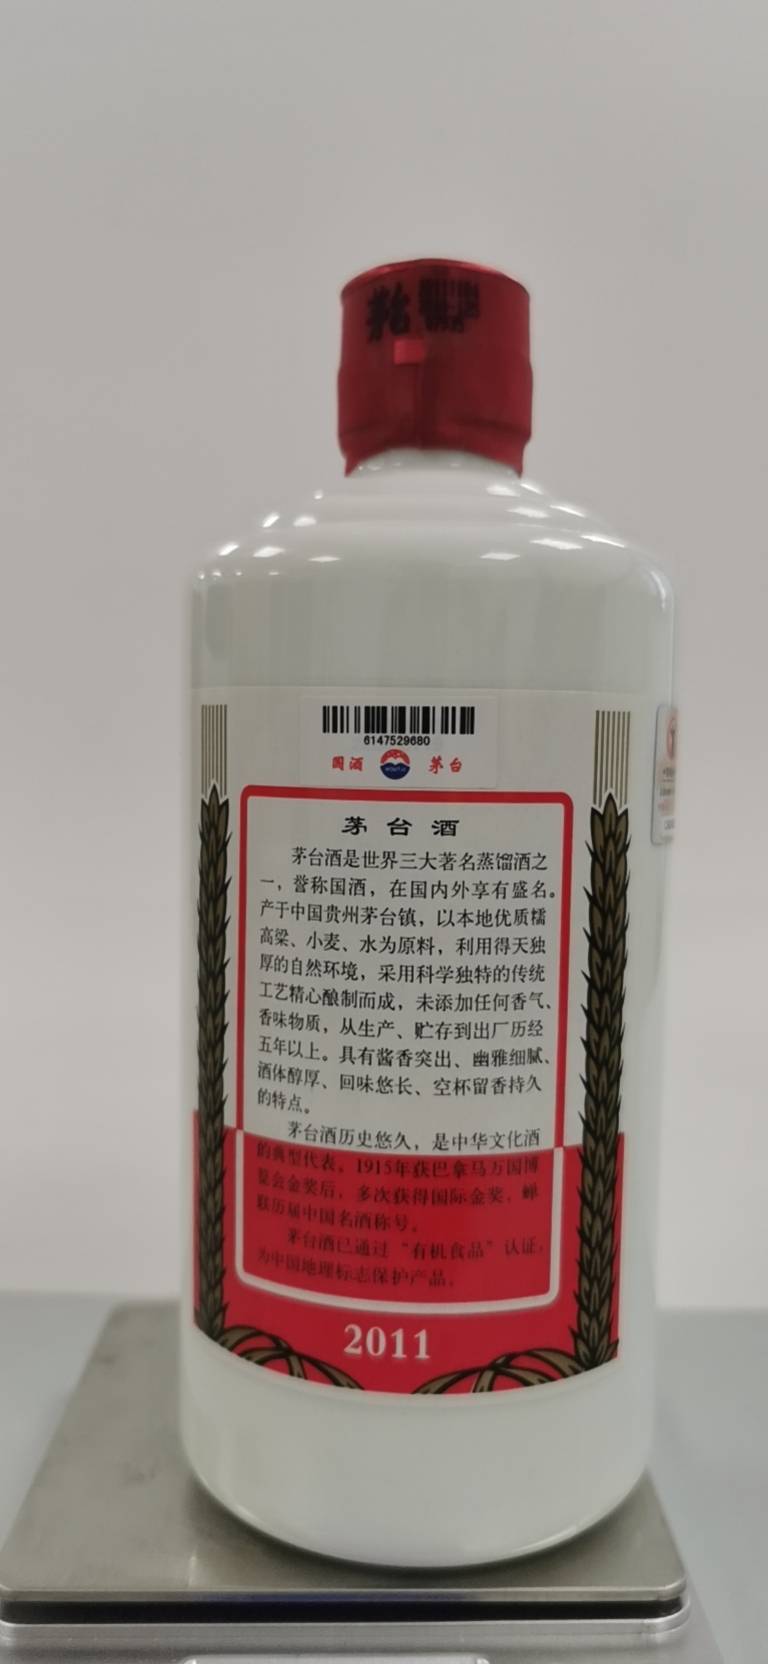 茅台
6147529680
国酒 茅台
茅台酒
茅台酒是世界三大著名蒸馏酒之
一，誉称国酒，在国内外享有盛名。
产于中国贵州茅台镇，以本地优质糯
高粱、小麦、水为原料，利用得天独
厚的自然环境，采用科学独特的传统
工艺精心酿制而成，未添加任何香气、
香味物质，从生产、贮存到出厂历经
五年以上。具有酱香突出、幽雅细腻、
酒体醇厚、回味悠长、空杯留香持久
的特点。
茅台酒历史悠久，是中华文化酒
的典型代表。1915年获巴拿马万国博
览会金奖后，多次获得国际金奖，蝉
联历届中国名酒称号。
茅台酒已通过“有机食品”认证，
为中国地理标志保护产品。
2011